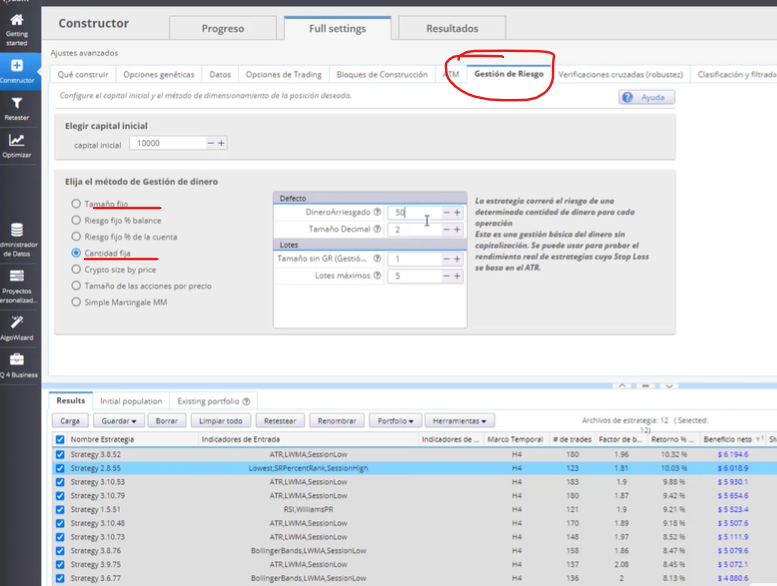 Constructor
Progreso
Full settings
Resultados
Getting started
Constructor
Retester
Optimizar
de Datos
Proyectos
AlgoWizard
Q 4 Business
Ajustes avanzados
Qué construir
Opciones genéticas
Datos
Opciones de Trading
Bloques de Construcción
ATM
Gestión de Riesgo
Verificaciones cruzadas (robustez)
Clasificación y filtrado
Configure el capital inicial y el método de dimensionamiento de la posición deseada.
Ayuda
Elegir capital inicial
capital inicial 10000
Elija el método de Gestión de dinero
Tamaño fijo
Riesgo fijo % balance
Riesgo fijo % de la cuenta
Cantidad fija
Crypto size by price
Tamaño de las acciones por precio
Simple Martingale MM
Defecto
DineroArriesgado 50
Tamaño Decimal 2
Lotes
Tamaño sin GR (Gestió... 1
Lotes máximos 5
La estrategia correrá el riesgo de una
determinada cantidad de dinero para cada
operación
Esta es una gestión básica del dinero sin
capitalización. Se puede usar para probar el
rendimiento real de estrategias cuyo Stop Loss
se basa en el ATR.
Results
Initial population
Existing portfolio
Carga
Guardar
Borrar
Limpiar todo
Retestear
Renombrar
Portfolio
Herramientas
Archivos de estrategia: 12 ( Selected:
12)
Nombre Estrategia Indicadores de Entrada Indicadores de ... Marco Temporal # de trades Factor de b... Retorno % ... Beneficio neto
Strategy 3.8.52 ATR,LWMA,SessionLow H4 180 1.96 10.32 % $ 6 194.6
Strategy 2.8.55 Lowest,SRPercentRank,SessionHigh H4 123 1.81 10.03 % $ 6 018.9
Strategy 3.10.53 ATR,LWMA,SessionLow H4 183 1.9 9.88 % $ 5 930.1
Strategy 3.10.79 ATR,LWMA,SessionLow H4 180 1.87 9.42 % $ 5 654.6
Strategy 1.5.51 RSI,WilliamsPR H4 121 1.9 9.21 % $ 5 523.4
Strategy 3.10.48 ATR,LWMA,SessionLow H4 170 1.89 9.18 % $ 5 507.6
Strategy 3.10.73 ATR,LWMA,SessionLow H4 148 1.97 8.52 % $ 5 111.9
Strategy 3.8.76 BollingerBands,LWMA,SessionLow H4 158 1.86 8.47 % $ 5 079.6
Strategy 3.9.75 ATR,LWMA,SessionLow H4 137 2.08 8.45 % $ 5 072.1
Strategy 3.6.77 BollingerBands,LWMA,SessionLow H4 136 2 8.13 % $ 4 880.6